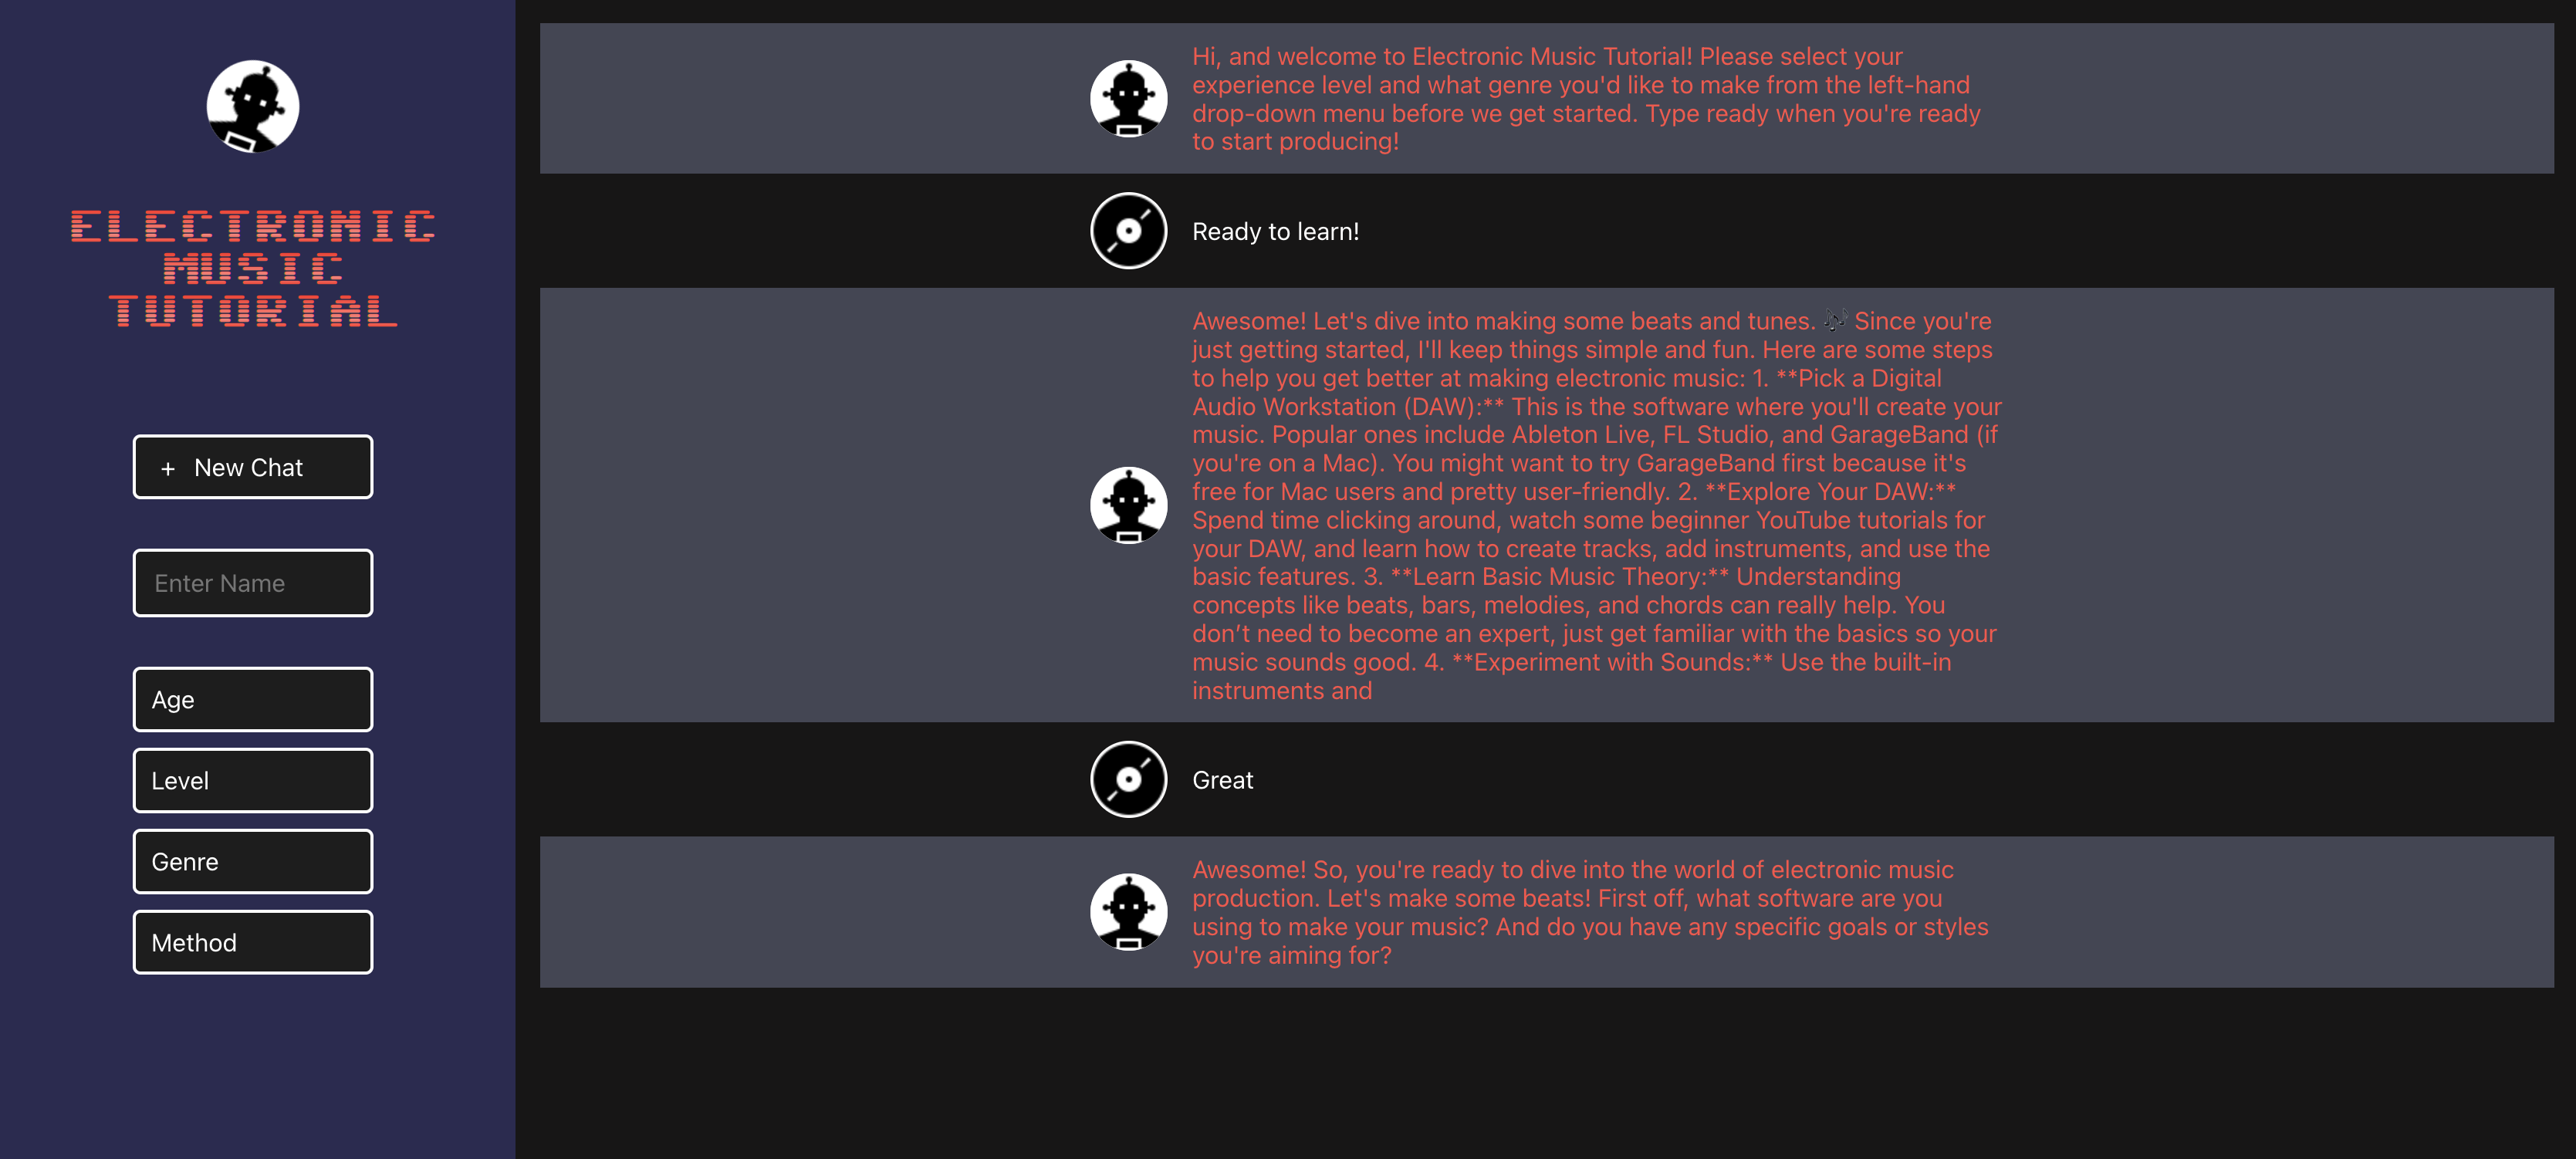 ELECTRONIC
MUSIC
TUTORIAL
+ New Chat
Enter Name
Age
Level
Genre
Method
Hi, and welcome to Electronic Music Tutorial! Please select your
experience level and what genre you'd like to make from the left-hand
drop-down menu before we get started. Type ready when you're ready
to start producing!
Ready to learn!
Awesome! Let's dive into making some beats and tunes. 🎶 Since you're
just getting started, I'll keep things simple and fun. Here are some steps
to help you get better at making electronic music: 1. **Pick a Digital
Audio Workstation (DAW):** This is the software where you'll create your
music. Popular ones include Ableton Live, FL Studio, and GarageBand (if
you're on a Mac). You might want to try GarageBand first because it's
free for Mac users and pretty user-friendly. 2. **Explore Your DAW:**
Spend time clicking around, watch some beginner YouTube tutorials for
your DAW, and learn how to create tracks, add instruments, and use the
basic features. 3. **Learn Basic Music Theory:** Understanding
concepts like beats, bars, melodies, and chords can really help. You
don’t need to become an expert, just get familiar with the basics so your
music sounds good. 4. **Experiment with Sounds:** Use the built-in
instruments and
Great
Awesome! So, you're ready to dive into the world of electronic music
production. Let's make some beats! First off, what software are you
using to make your music? And do you have any specific goals or styles
you're aiming for?